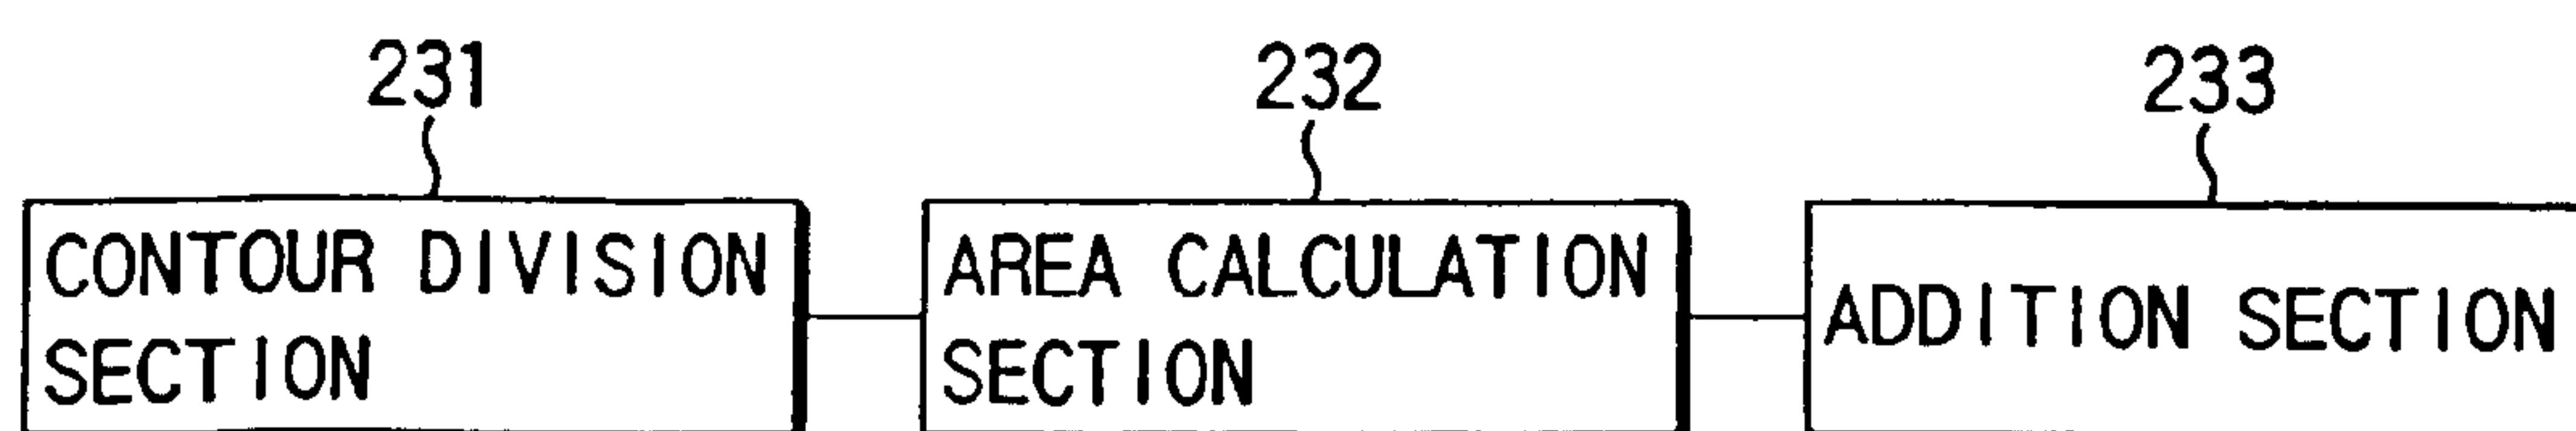 231
232
233
CONTOUR DIVISION
SECTION
AREA CALCULATION
SECTION
ADDITION SECTION